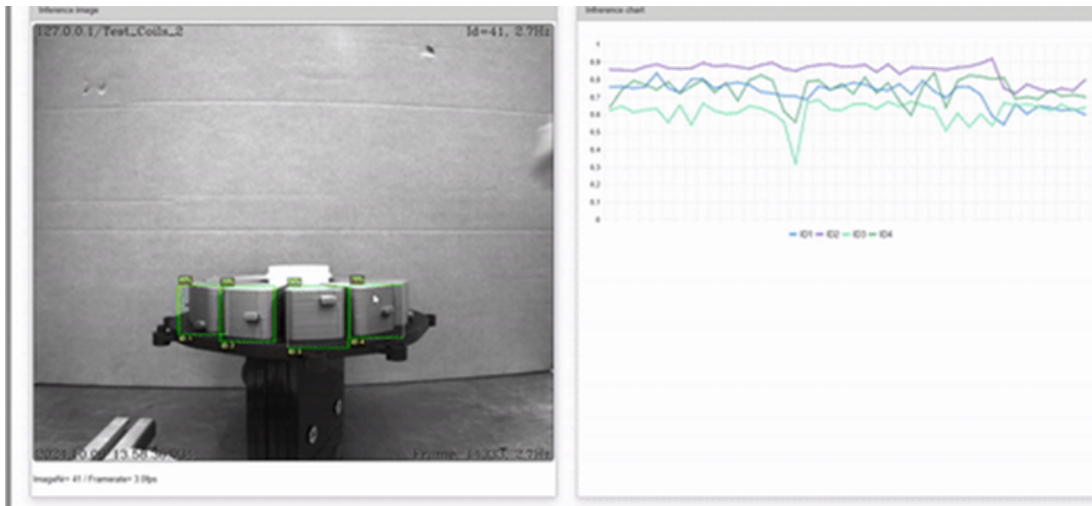 Inference image
127.0.0.1/Test_Coils_2
Id=41, 2.7Hz
ImageNr= 41 / Framerate= 3.0fps
Inference chart
1
0.9
0.8
0.7
0.6
0.5
0.4
0.3
0.2
0.1
0
ID1 ID2 ID3 ID4